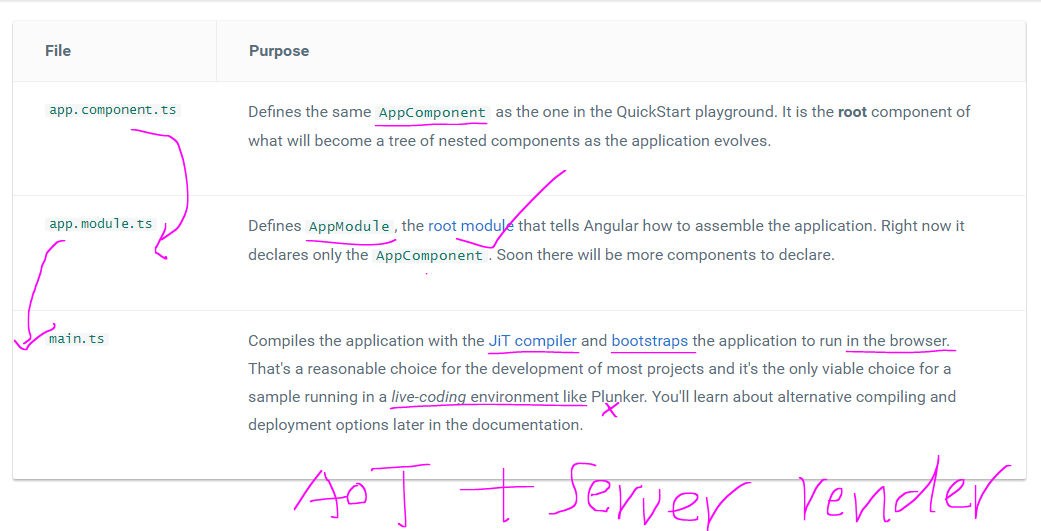 File Purpose
app.component.ts Defines the same AppComponent as the one in the QuickStart playground. It is the root component of
what will become a tree of nested components as the application evolves.
app.module.ts Defines AppModule, the root module that tells Angular how to assemble the application. Right now it
declares only the AppComponent. Soon there will be more components to declare.
main.ts Compiles the application with the JiT compiler and bootstraps the application to run in the browser.
That's a reasonable choice for the development of most projects and it's the only viable choice for a
sample running in a live-coding environment like Plunker. You'll learn about alternative compiling and
deployment options later in the documentation.
AoT + Server render